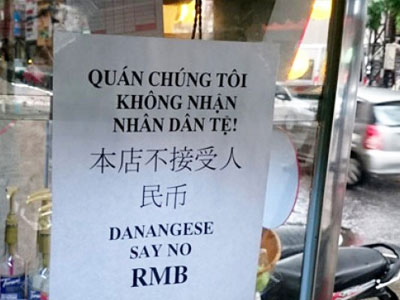 QUÁN CHÚNG TÔI
KHÔNG NHẬN
NHÂN DÂN TỆ!
本店不接受人
民币
DANANGESE
SAY NO
RMB